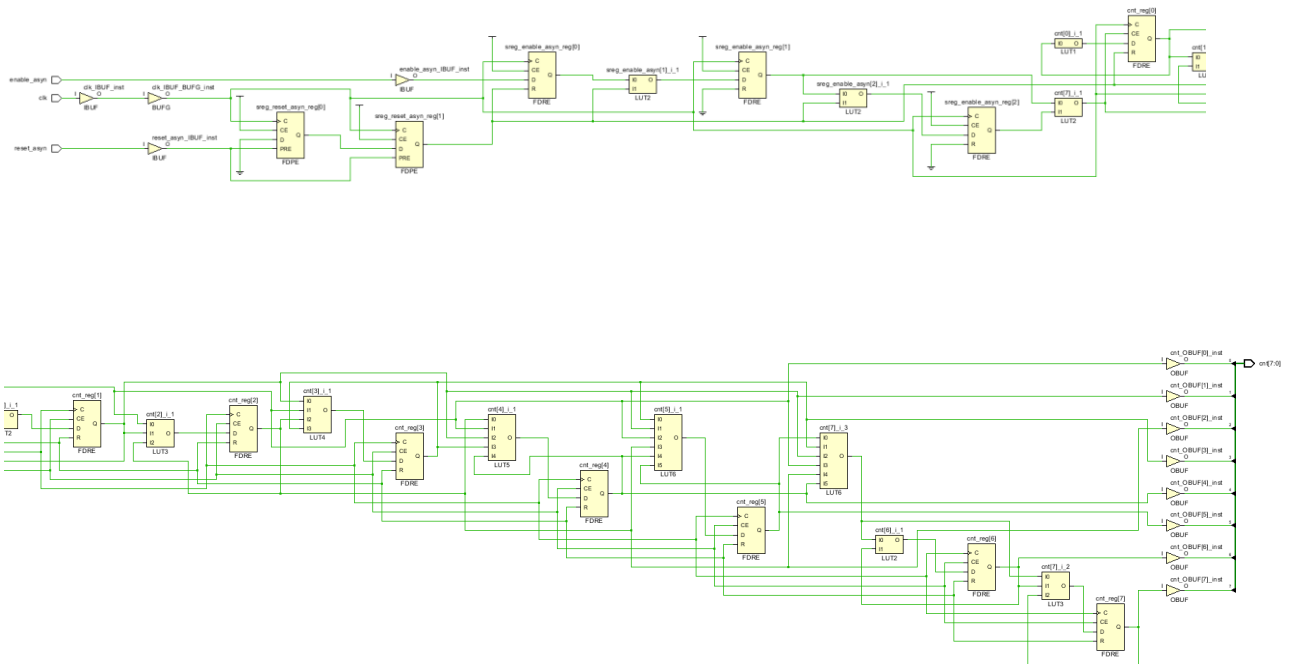 cnt_reg[0]
cnt[0]_i_1
C
CE
D
R
Q
FDRE
I0 O
LUT1
cnt[1
I0
I1
LU
sreg_enable_asyn_reg[0]
C
CE
D
R
Q
FDRE
sreg_enable_asyn_reg[1]
C
CE
D
R
Q
FDRE
enable_asyn
enable_asyn_IBUF_inst
I O
IBUF
sreg_enable_asyn[1]_i_1
I0 O
I1
LUT2
clk
clk_IBUF_inst
I O
IBUF
clk_IBUF_BUFG_inst
I O
BUFG
sreg_enable_asyn[2]_i_1
I0 O
I1
LUT2
cnt[7]_i_1
I0 O
I1
LUT2
sreg_reset_asyn_reg[0]
C
CE
D
PRE
Q
FDPE
sreg_reset_asyn_reg[1]
C
CE
D
PRE
Q
FDPE
sreg_enable_asyn_reg[2]
C
CE
D
R
Q
FDRE
reset_asyn
reset_asyn_IBUF_inst
I O
IBUF
]_i_1
O
T2
cnt_reg[1]
C
CE
D
R
Q
FDRE
cnt[2]_i_1
I0
I1 O
I2
LUT3
cnt_reg[2]
C
CE
D
R
Q
FDRE
cnt[3]_i_1
I0
I1 O
I2
I3
LUT4
cnt_reg[3]
C
CE
D
R
Q
FDRE
cnt[4]_i_1
I0
I1
I2 O
I3
I4
LUT5
cnt_reg[4]
C
CE
D
R
Q
FDRE
cnt[5]_i_1
I0
I1
I2 O
I3
I4
I5
LUT6
cnt_reg[5]
C
CE
D
R
Q
FDRE
cnt[7]_i_3
I0
I1
I2 O
I3
I4
I5
LUT6
cnt[6]_i_1
I0 O
I1
LUT2
cnt_reg[6]
C
CE
D
R
Q
FDRE
cnt[7]_i_2
I0
I1 O
I2
LUT3
cnt_reg[7]
C
CE
D
R
Q
FDRE
cnt_OBUF[0]_inst
I O
OBUF
cnt[7:0]
cnt_OBUF[1]_inst
I O
OBUF
cnt_OBUF[2]_inst
I O
OBUF
cnt_OBUF[3]_inst
I O
OBUF
cnt_OBUF[4]_inst
I O
OBUF
cnt_OBUF[5]_inst
I O
OBUF
cnt_OBUF[6]_inst
I O
OBUF
cnt_OBUF[7]_inst
I O
OBUF